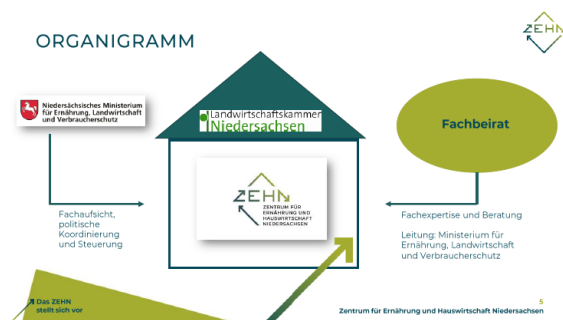 ORGANIGRAMM
ZEHN
Niedersächsisches Ministerium
für Ernährung, Landwirtschaft
und Verbraucherschutz
Landwirtschaftskammer
Niedersachsen
Fachbeirat
ZEHN
ZENTRUM FÜR
ERNÄHRUNG UND
HAUSWIRTSCHAFT
NIEDERSACHSEN
Fachaufsicht,
politische
Koordinierung
und Steuerung
Fachexpertise und Beratung
Leitung: Ministerium für
Ernährung, Landwirtschaft
und Verbraucherschutz
Das ZEHN
stellt sich vor
5
Zentrum für Ernährung und Hauswirtschaft Niedersachsen